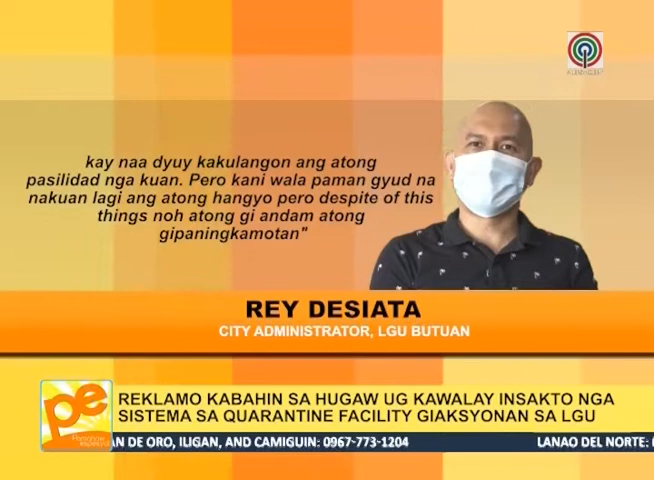 kay naa dyuy kakulangon ang atong
pasilidad nga kuan. Pero kani wala paman gyud na
nakuan lagi ang atong hangyo pero despite of this
things noh atong gi andam atong
gipaningkamotan"
REY DESIATA
CITY ADMINISTRATOR, LGU BUTUAN
pe
REKLAMO KABAHIN SA HUGAW UG KAWALAY INSAKTO NGA
SISTEMA SA QUARANTINE FACILITY GIAKSYONAN SA LGU
AN DE ORO, ILIGAN, AND CAMIGUIN: 0967-773-1204 LANAO DEL NORTE: